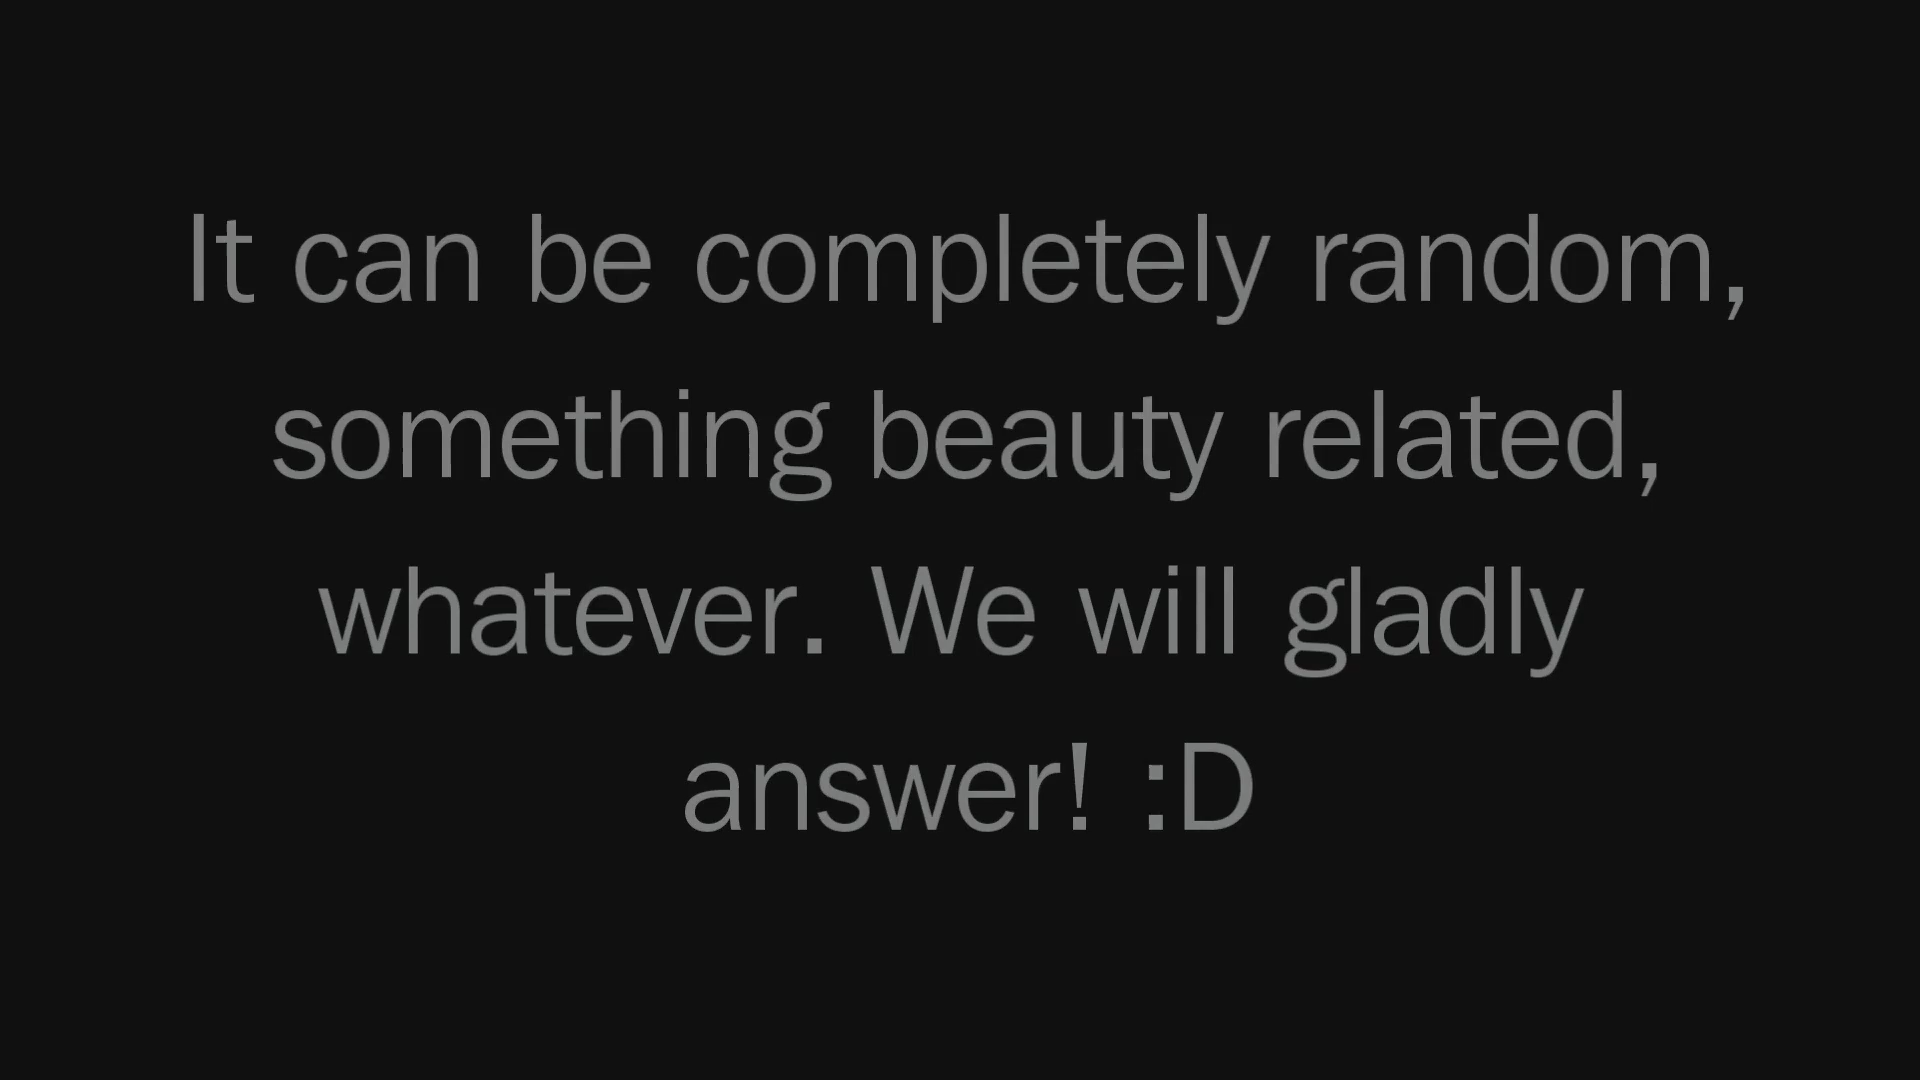 It can be completely random,
something beauty related,
whatever. We will gladly
answer! :D